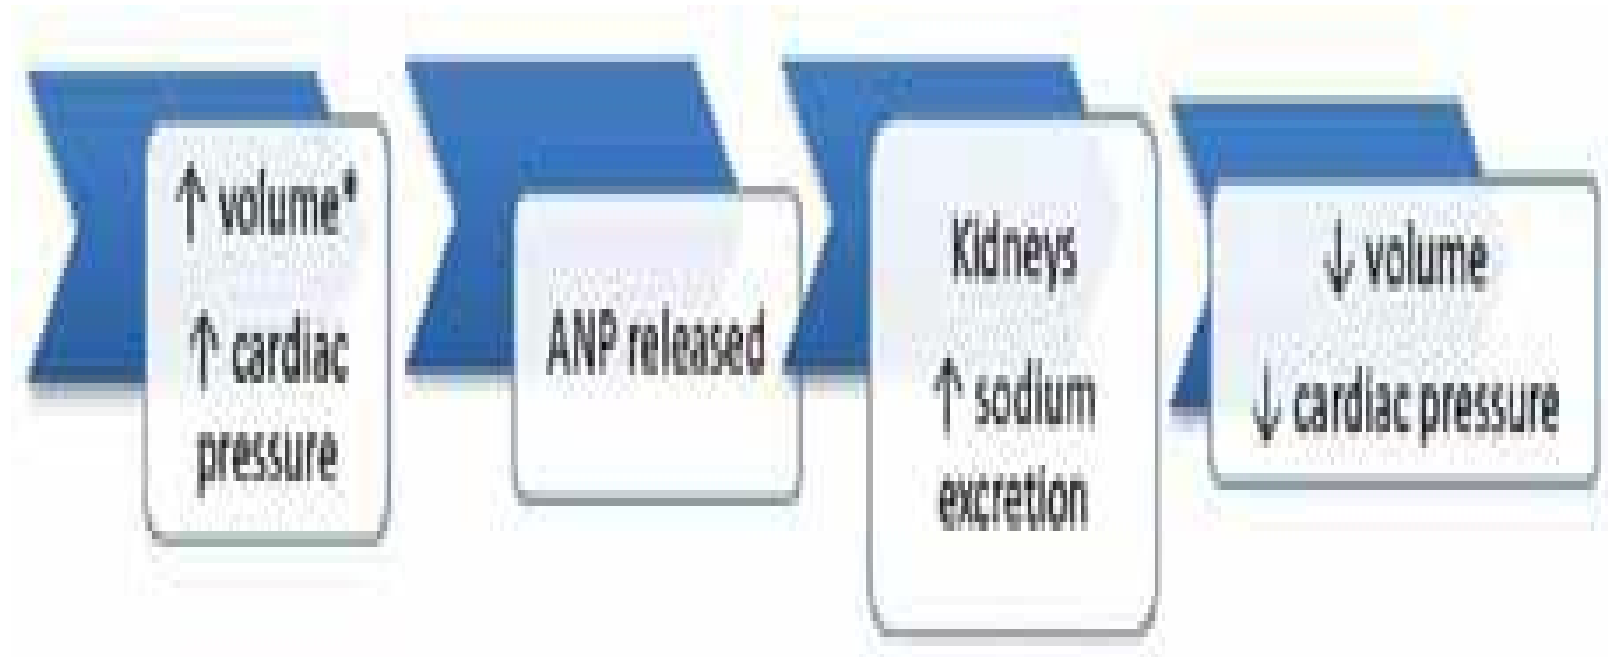 ↑ volume*
↑ cardiac
pressure
ANP released
Kidneys
↑ sodium
excretion
↓ volume
↓ cardiac pressure